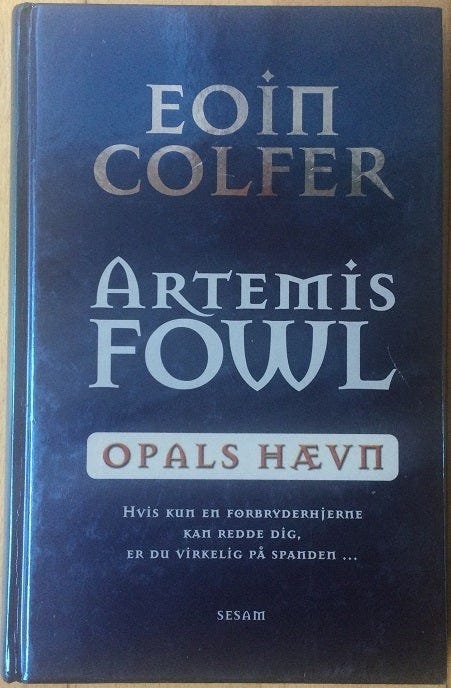 EOIN
COLFER
ARTEMIS
FOWL
OPALS HÆVN
HVIS KUN EN FORBRYDERHJERNE
KAN REDDE DIG,
ER DU VIRKELIG PÅ SPANDEN ...
SESAM